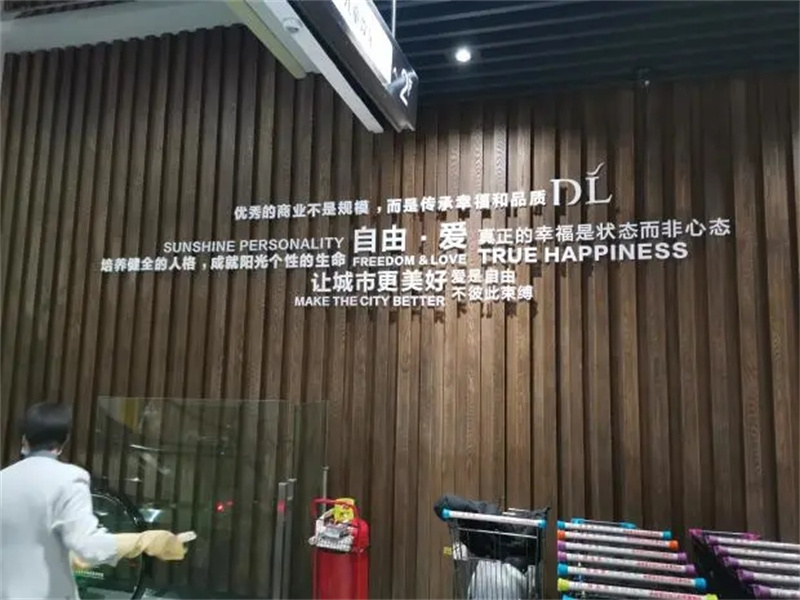 优秀的商业不是规模，而是传承幸福和品质 DL
SUNSHINE PERSONALITY 自由·爱 真正的幸福是状态而非心态
培养健全的人格，成就阳光个性的生命 FREEDOM & LOVE TRUE HAPPINESS
让城市更美好 爱是自由
MAKE THE CITY BETTER 不彼此束缚